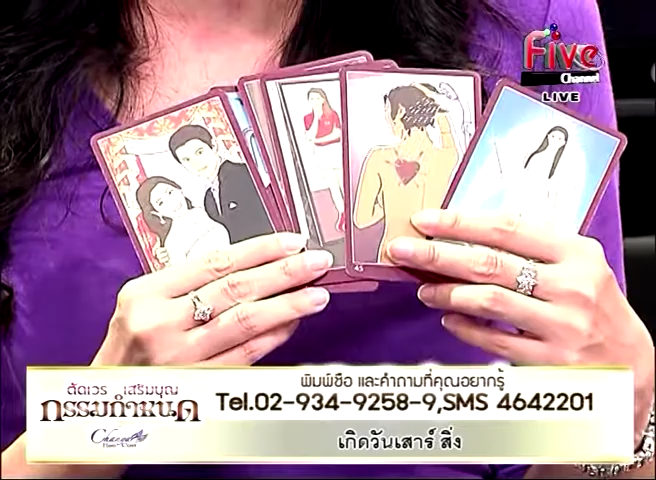 Five
Channel
LIVE
45
ตัดเวร เสริมบุญ
กรรมกำหนด
พิมพ์ชื่อ และคำถามที่คุณอยากรู้
Tel.02-934-9258-9,SMS 4642201
เกิดวันเสาร์ สิ่ง
Five